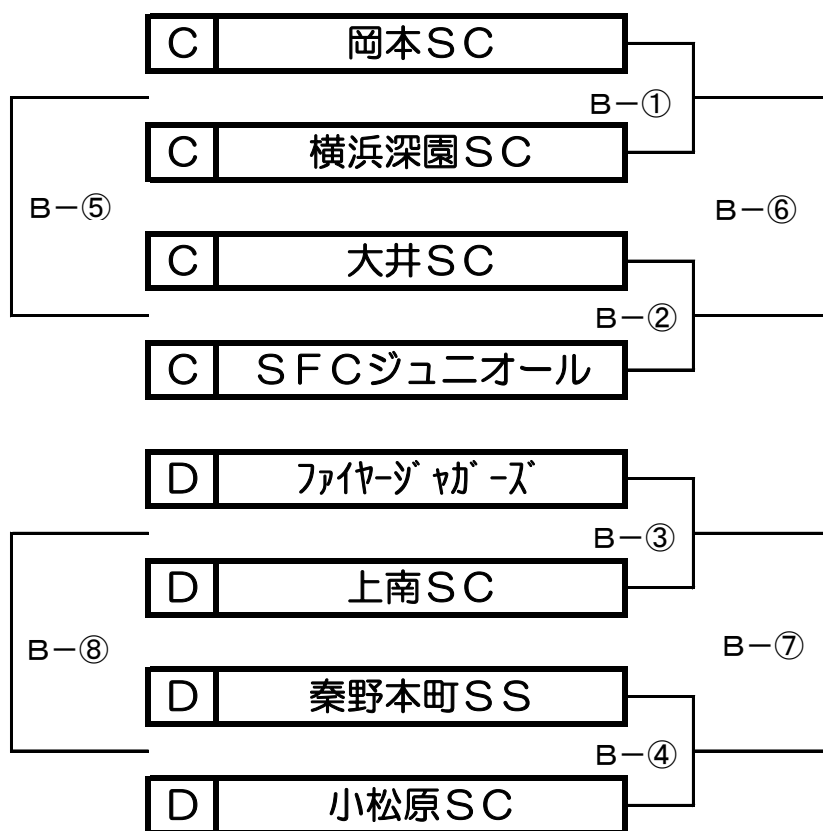 C 岡本SC
B-①
C 横浜深園SC
B-⑤ B-⑥
C 大井SC
B-②
C SFCジュニオール
D ﾌｧｲﾔｰｼﾞｬｶﾞｰｽﾞ
B-③
D 上南SC
B-⑧ B-⑦
D 秦野本町SS
B-④
D 小松原SC